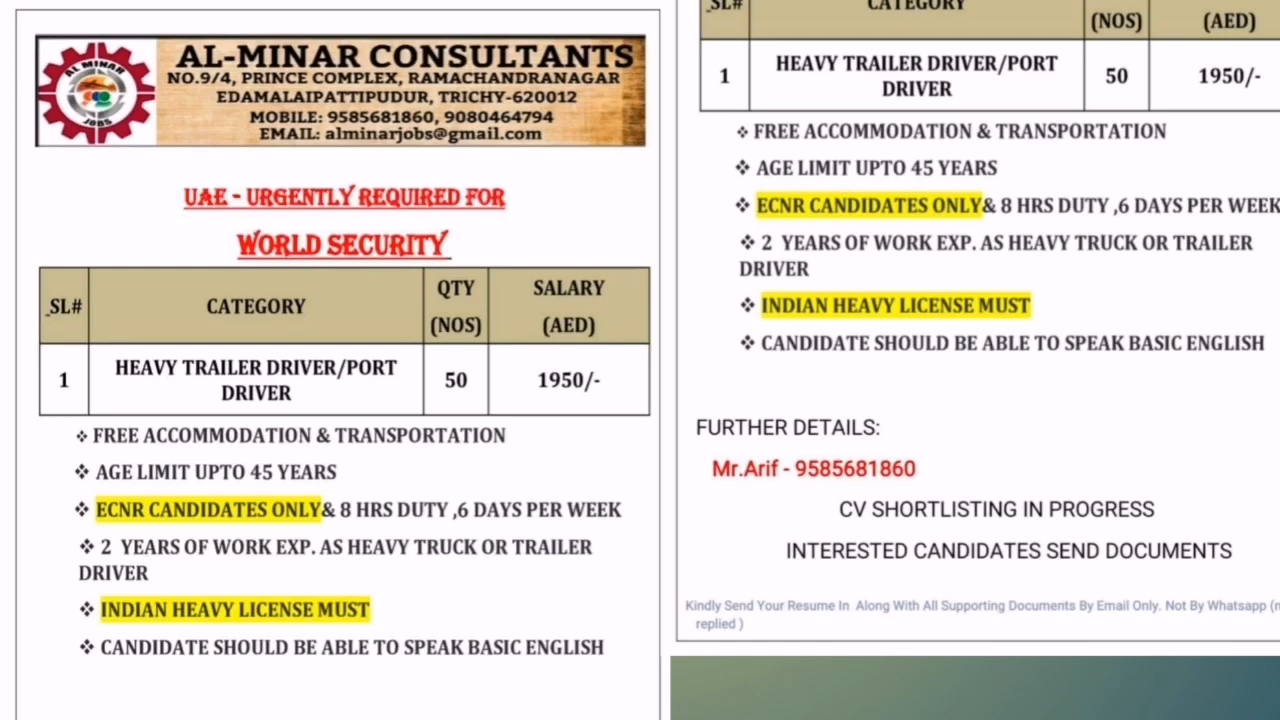 AL MINAR
JOBS
AL-MINAR CONSULTANTS
NO.9/4, PRINCE COMPLEX, RAMACHANDRANAGAR
EDAMALAIPATTIPUDUR, TRICHY-620012
MOBILE: 9585681860, 9080464794
EMAIL: alminarjobs@gmail.com
UAE - URGENTLY REQUIRED FOR
WORLD SECURITY
SL# CATEGORY QTY (NOS) SALARY (AED)
1 HEAVY TRAILER DRIVER/PORT DRIVER 50 1950/-
❖ FREE ACCOMMODATION & TRANSPORTATION
❖ AGE LIMIT UPTO 45 YEARS
❖ ECNR CANDIDATES ONLY& 8 HRS DUTY ,6 DAYS PER WEEK
❖ 2 YEARS OF WORK EXP. AS HEAVY TRUCK OR TRAILER
DRIVER
❖ INDIAN HEAVY LICENSE MUST
❖ CANDIDATE SHOULD BE ABLE TO SPEAK BASIC ENGLISH
SL# CATEGORY (NOS) (AED)
1 HEAVY TRAILER DRIVER/PORT DRIVER 50 1950/-
❖ FREE ACCOMMODATION & TRANSPORTATION
❖ AGE LIMIT UPTO 45 YEARS
❖ ECNR CANDIDATES ONLY& 8 HRS DUTY ,6 DAYS PER WEEK
❖ 2 YEARS OF WORK EXP. AS HEAVY TRUCK OR TRAILER
DRIVER
❖ INDIAN HEAVY LICENSE MUST
❖ CANDIDATE SHOULD BE ABLE TO SPEAK BASIC ENGLISH
FURTHER DETAILS:
Mr.Arif - 9585681860
CV SHORTLISTING IN PROGRESS
INTERESTED CANDIDATES SEND DOCUMENTS
Kindly Send Your Resume In Along With All Supporting Documents By Email Only. Not By Whatsapp
replied )